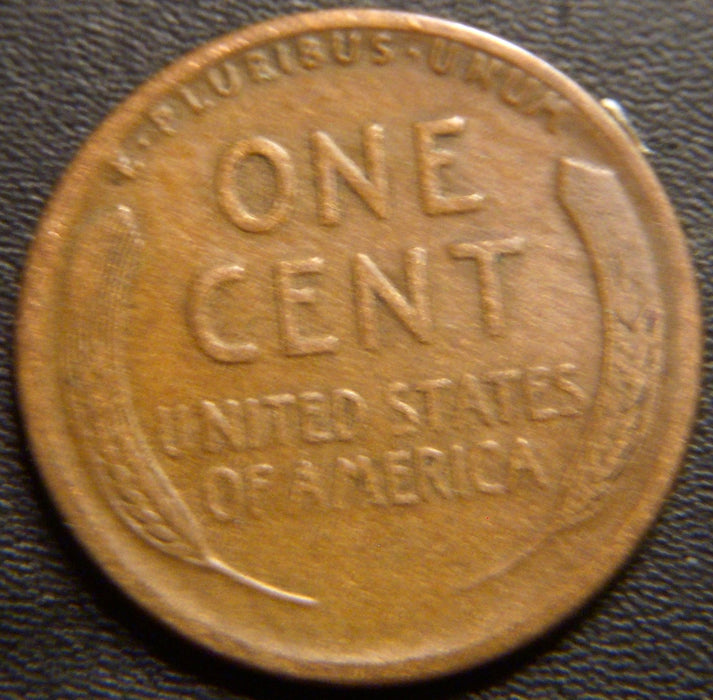 E · PLURIBUS · UNUM
ONE
CENT
UNITED STATES
OF AMERICA